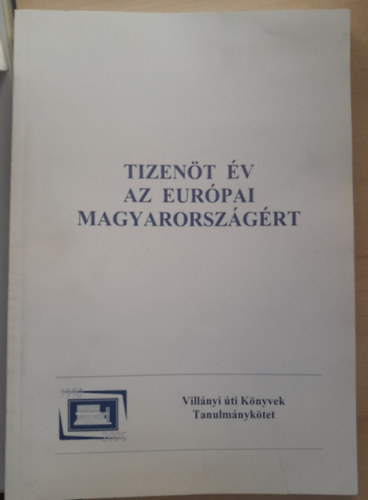 TIZENÖT ÉV
AZ EURÓPAI
MAGYARORSZÁGÉRT
Villányi úti Könyvek
Tanulmánykötet